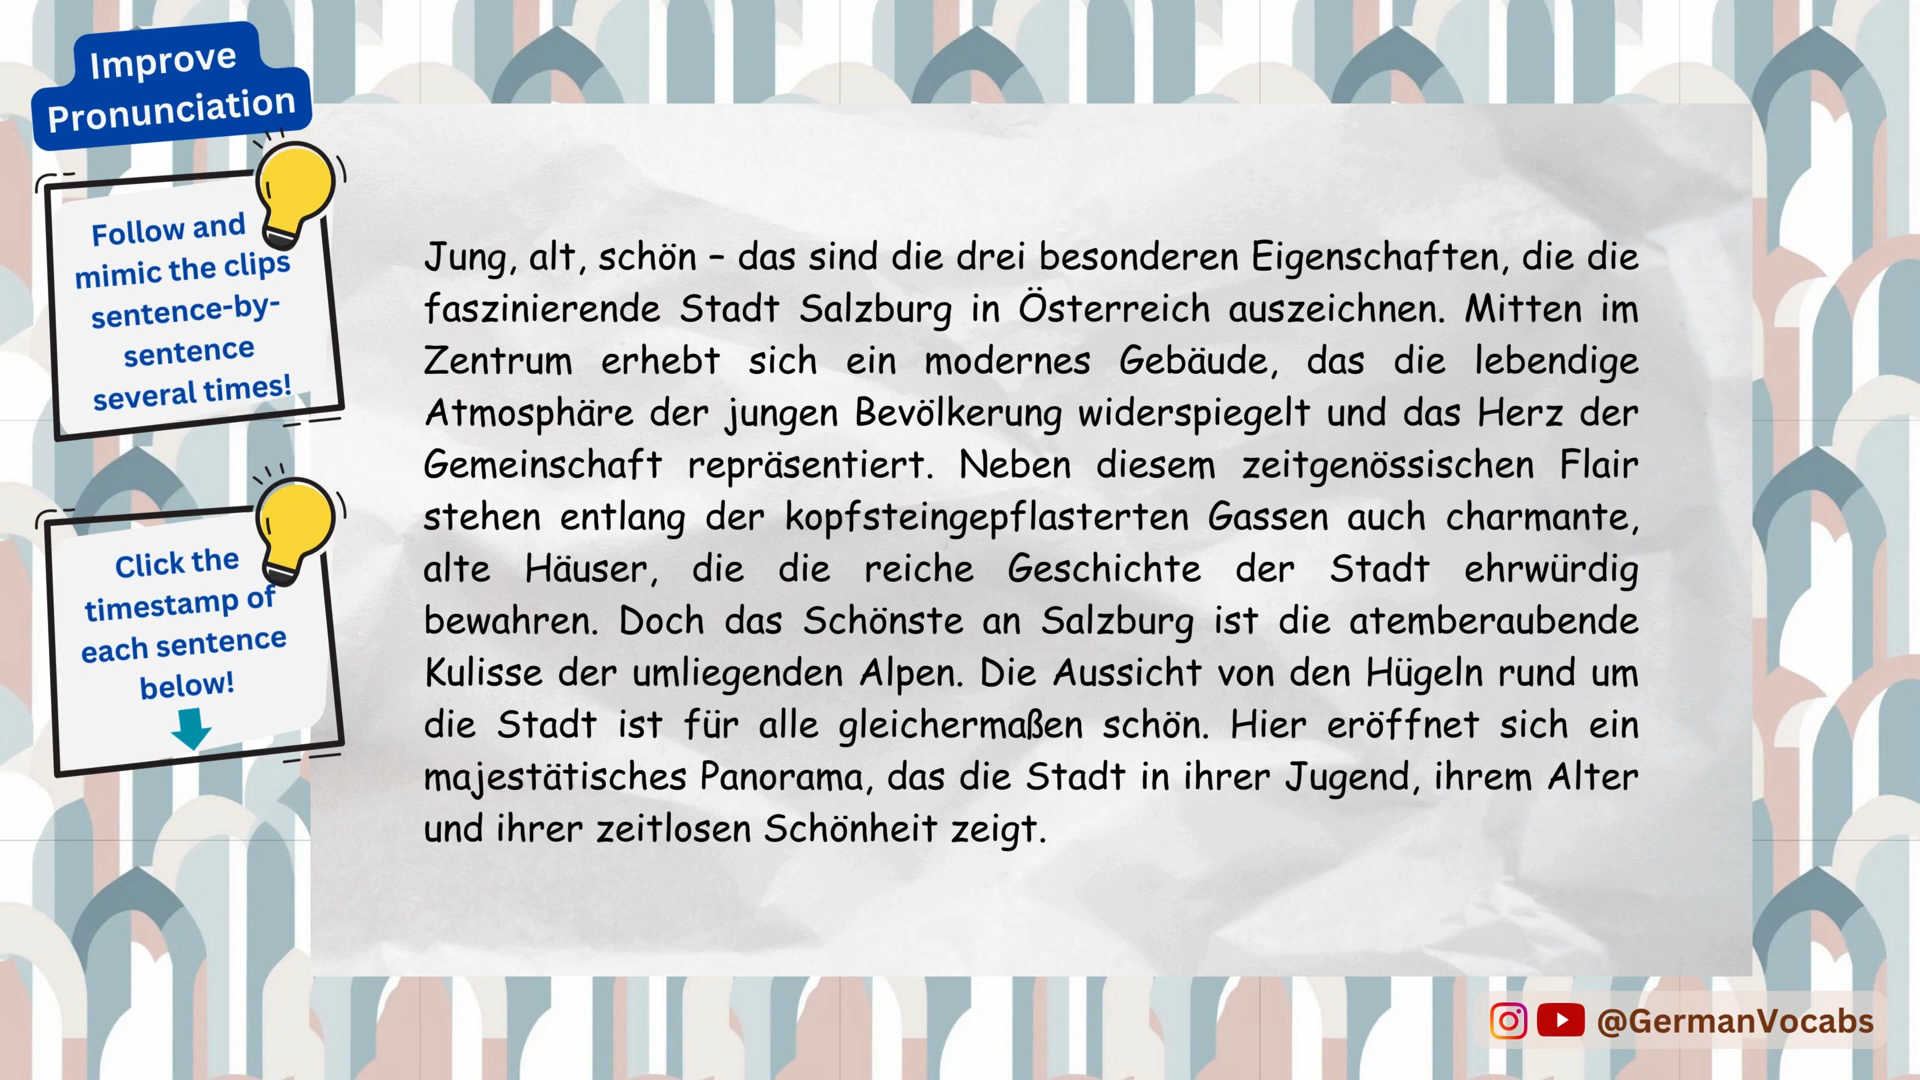 Improve
Pronunciation
Follow and
mimic the clips
sentence-by-
sentence
several times!
Click the
timestamp of
each sentence
below!
Jung, alt, schön – das sind die drei besonderen Eigenschaften, die die
faszinierende Stadt Salzburg in Österreich auszeichnen. Mitten im
Zentrum erhebt sich ein modernes Gebäude, das die lebendige
Atmosphäre der jungen Bevölkerung widerspiegelt und das Herz der
Gemeinschaft repräsentiert. Neben diesem zeitgenössischen Flair
stehen entlang der kopfsteingepflasterten Gassen auch charmante,
alte Häuser, die die reiche Geschichte der Stadt ehrwürdig
bewahren. Doch das Schönste an Salzburg ist die atemberaubende
Kulisse der umliegenden Alpen. Die Aussicht von den Hügeln rund um
die Stadt ist für alle gleichermaßen schön. Hier eröffnet sich ein
majestätisches Panorama, das die Stadt in ihrer Jugend, ihrem Alter
und ihrer zeitlosen Schönheit zeigt.
@GermanVocabs